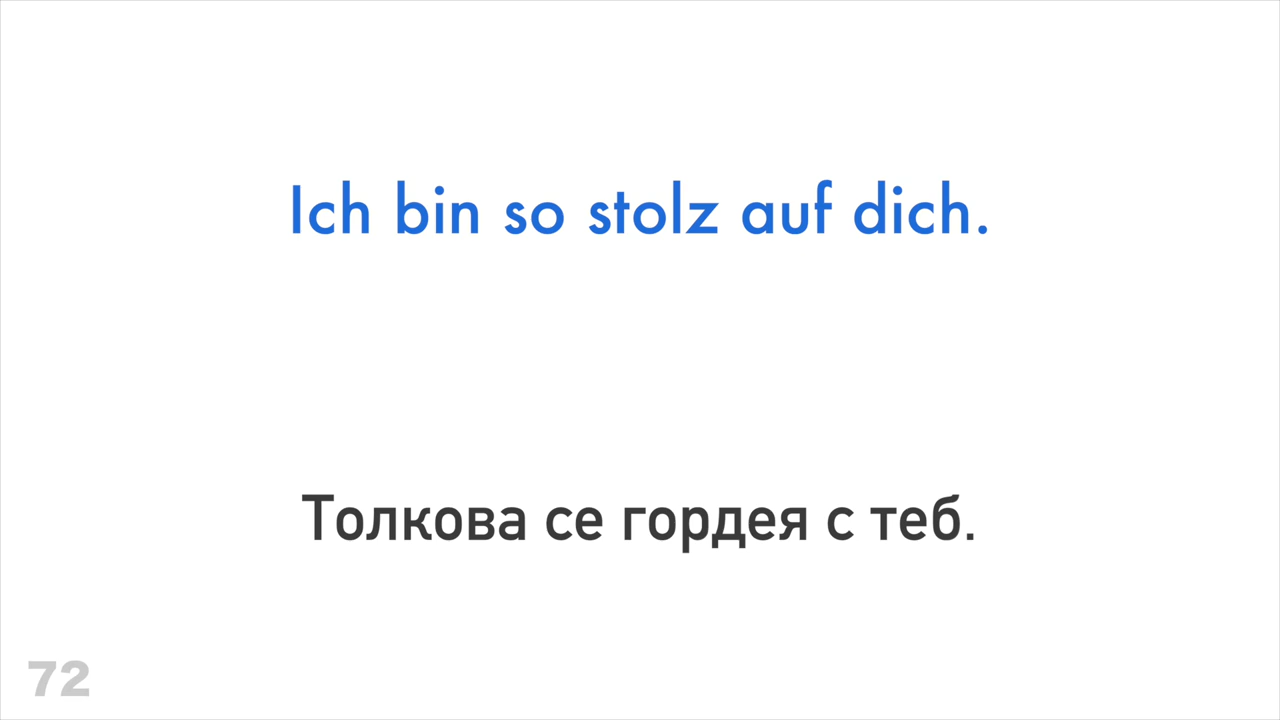 Ich bin so stolz auf dich.
Толкова се гордея с теб.
72